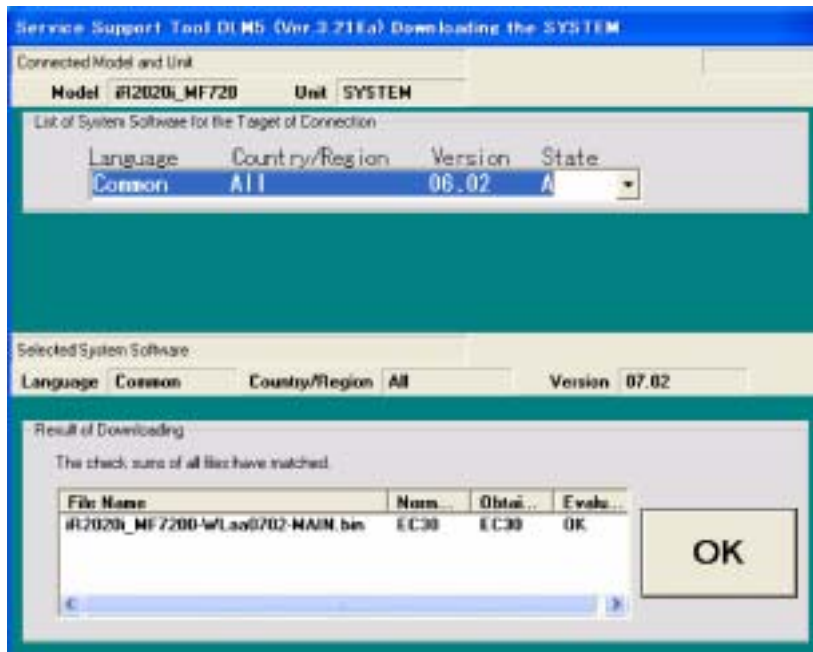 Service Support Tool DLM5 (Ver.3.21Ea) Downloading the SYSTEM
Connected Model and Unit
Model iR2020i_MF720 Unit SYSTEM
List of System Software for the Target of Connection
Language Country/Region Version State
Common All 06.02 A
Selected System Software
Language Common Country/Region All Version 07.02
Result of Downloading
The check sums of all files have matched.
File Name Norm... Obtai... Evalu...
iR2020i_MF7200-WLaa0702-MAIN.bin EC30 EC30 OK
OK